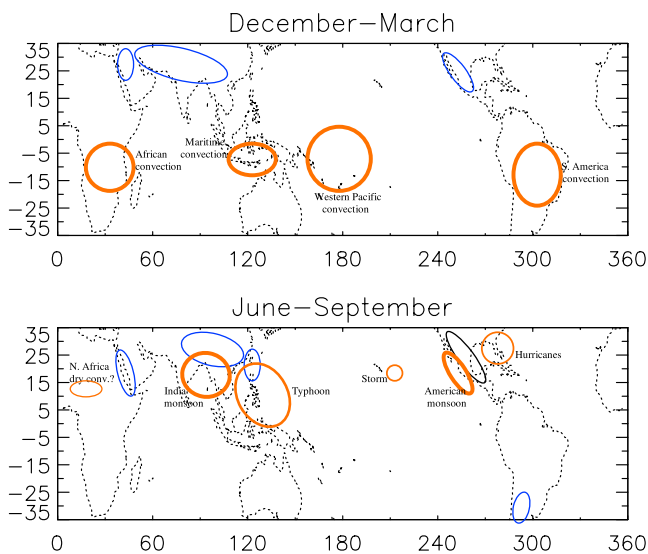 December−March
35
25
15
5
−5
−15
−25
−35
African
convection
Maritime
convection
Western Pacific
convection
S. America
convection
0 60 120 180 240 300 360
June−September
35
25
15
5
−5
−15
−25
−35
N. Africa
dry conv.?
India
monsoon
Typhoon
Storm
American
monsoon
Hurricanes
0 60 120 180 240 300 360